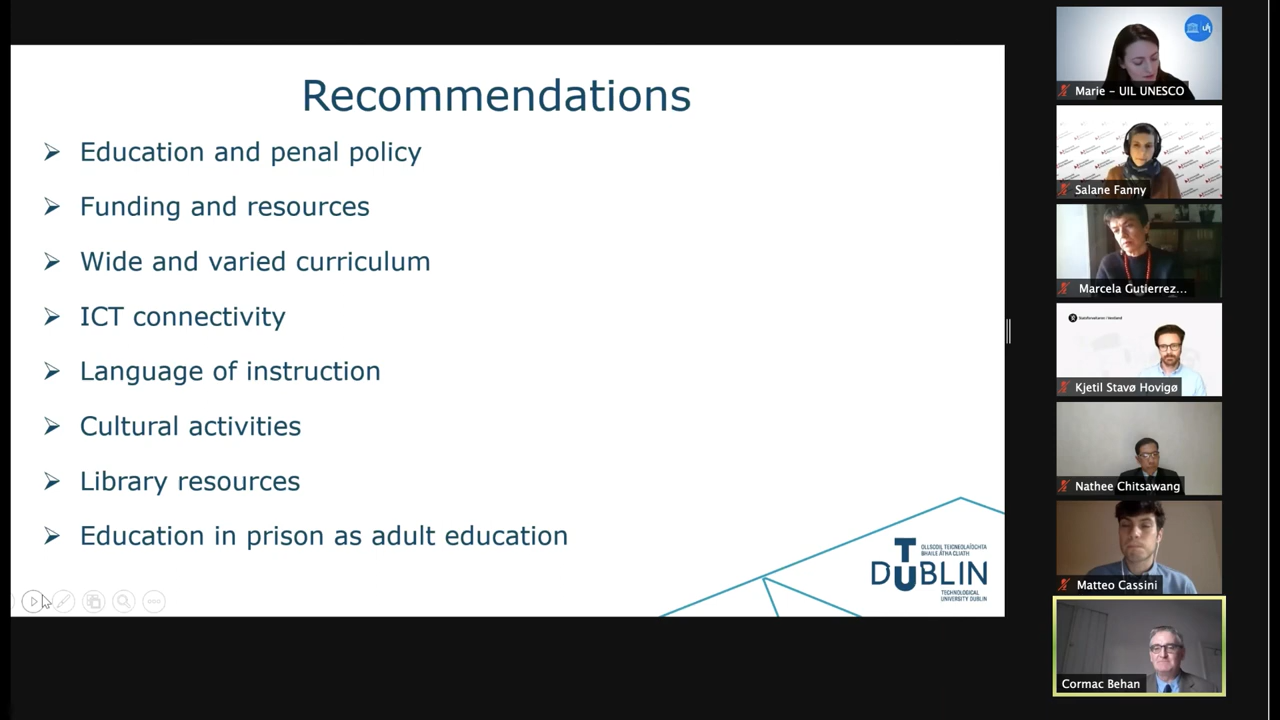 Recommendations
Education and penal policy
Funding and resources
Wide and varied curriculum
ICT connectivity
Language of instruction
Cultural activities
Library resources
Education in prison as adult education
OLLSCOIL TEICNEOLAÍOCHTA
BHAILE ÁTHA CLIATH
TU DUBLIN
TECHNOLOGICAL
UNIVERSITY DUBLIN
Marie – UIL UNESCO
Salane Fanny
Marcela Gutierrez...
Kjetil Stavø Hovigø
Nathee Chitsawang
Matteo Cassini
Cormac Behan